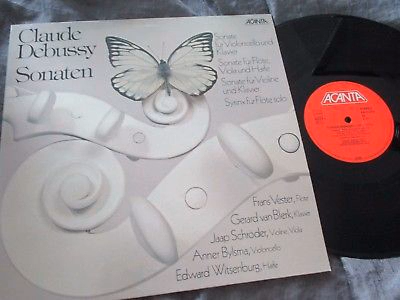 Claude
Debussy
Sonaten
ACANTA
Sonate
für Violoncello und
Klavier
Sonate für Flöte,
Viola und Harfe
Sonate für Violine
und Klavier
Syrinx für Flöte solo
Frans Vester, Flöte
Gerard van Blerk, Klavier
Jaap Schröder, Violine, Viola
Anner Bylsma, Violoncello
Edward Witsenburg, Harfe
ACANTA